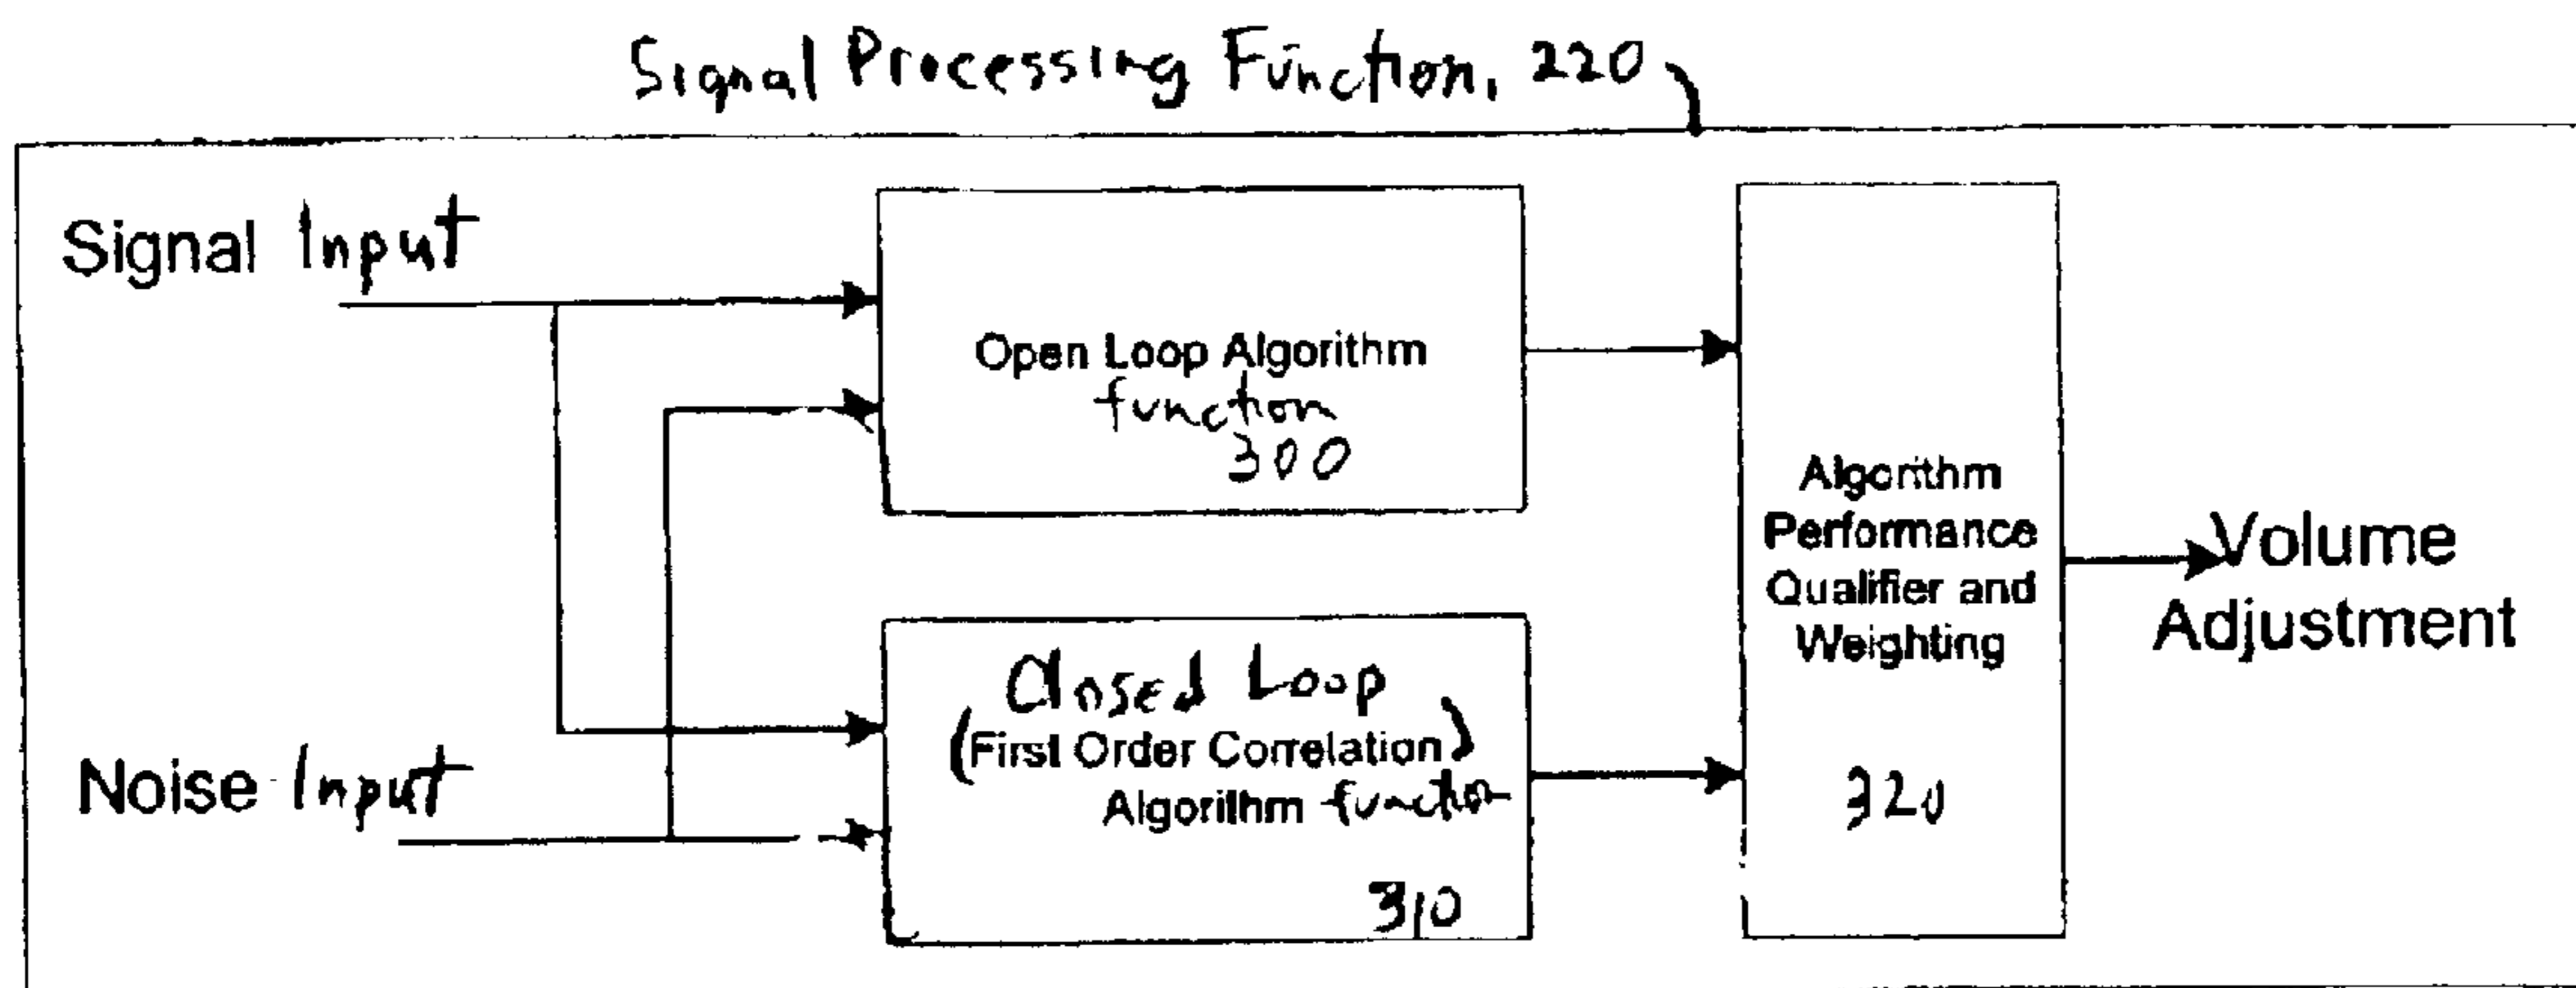 Signal Processing Function, 220
Signal Input
Open Loop Algorithm
function
300
Algorithm
Performance
Qualifier and
Weighting
320
Volume
Adjustment
Noise Input
Closed Loop
(First Order Correlation)
Algorithm function
310